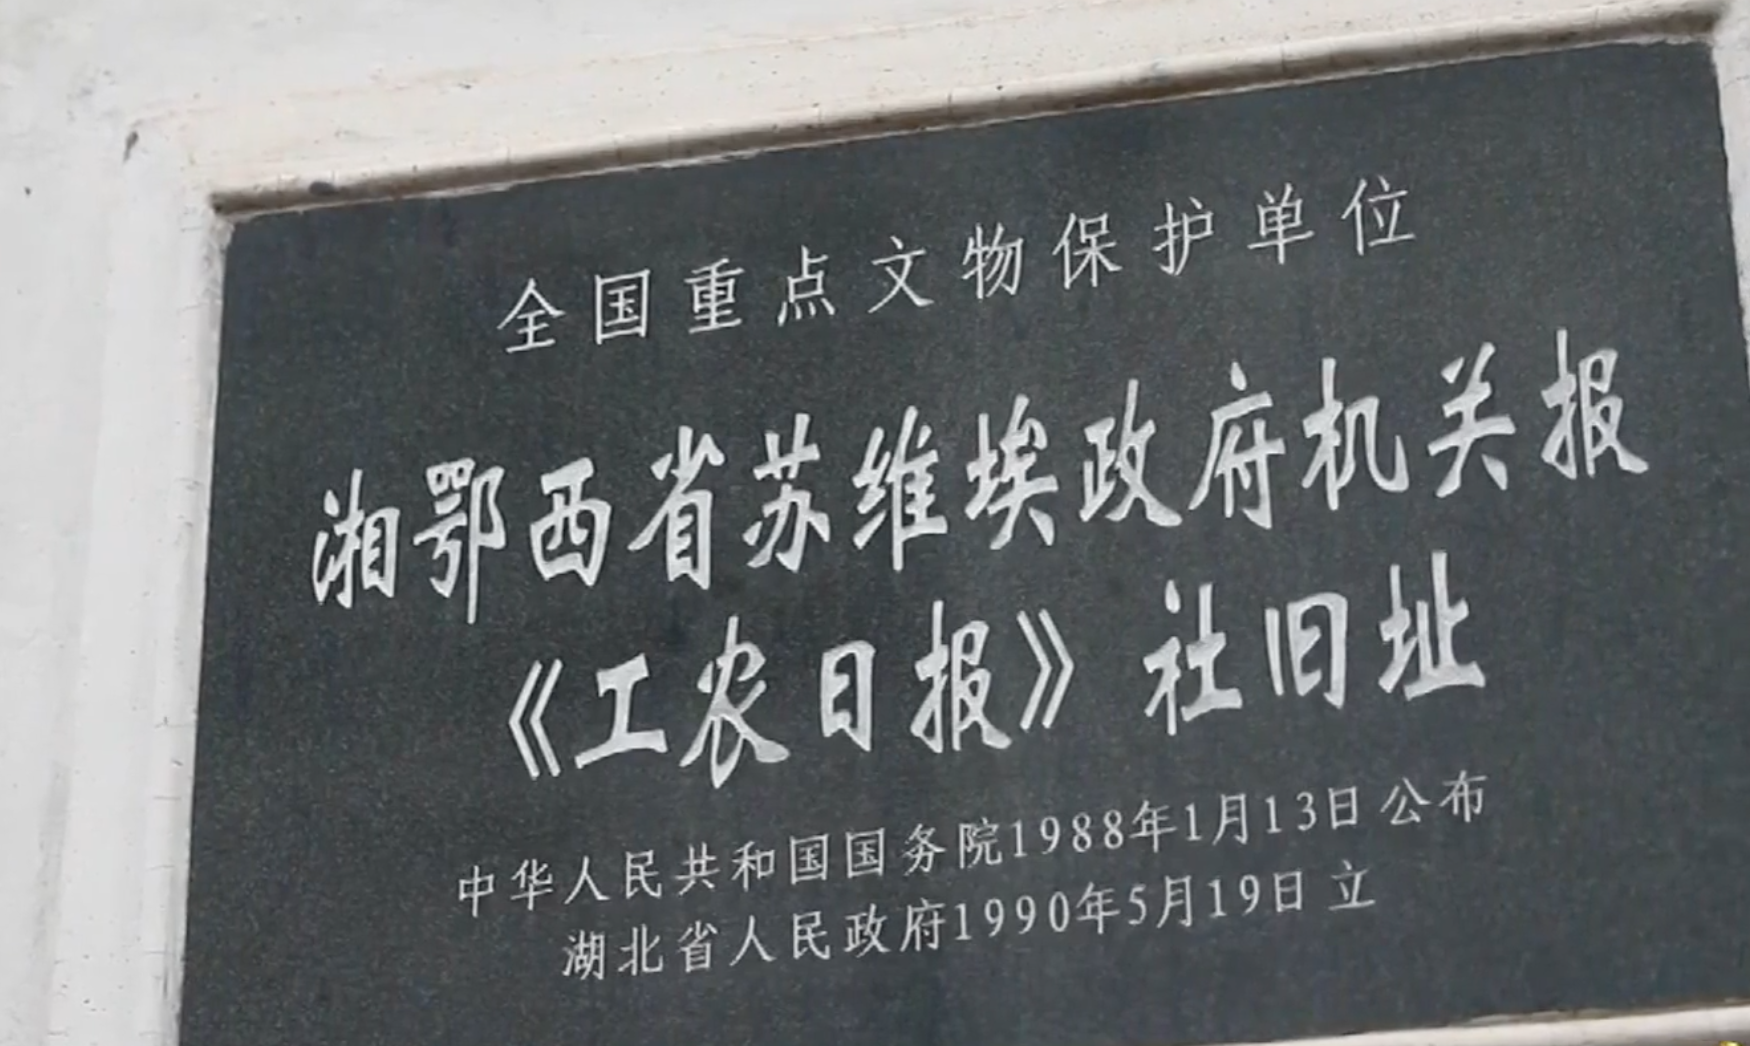 全国重点文物保护单位
湘鄂西省苏维埃政府机关报
《工农日报》社旧址
中华人民共和国国务院1988年1月13日 公布
湖北省人民政府1990年5月19日 立